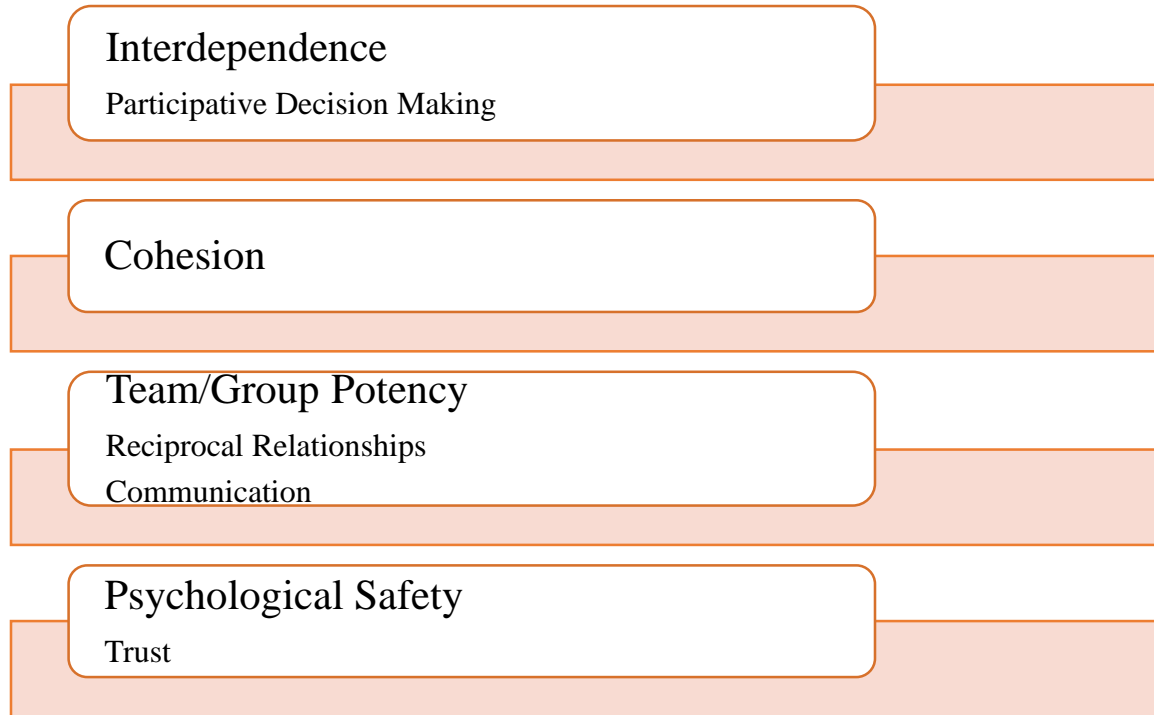 Interdependence
Participative Decision Making
Cohesion
Team/Group Potency
Reciprocal Relationships
Communication
Psychological Safety
Trust